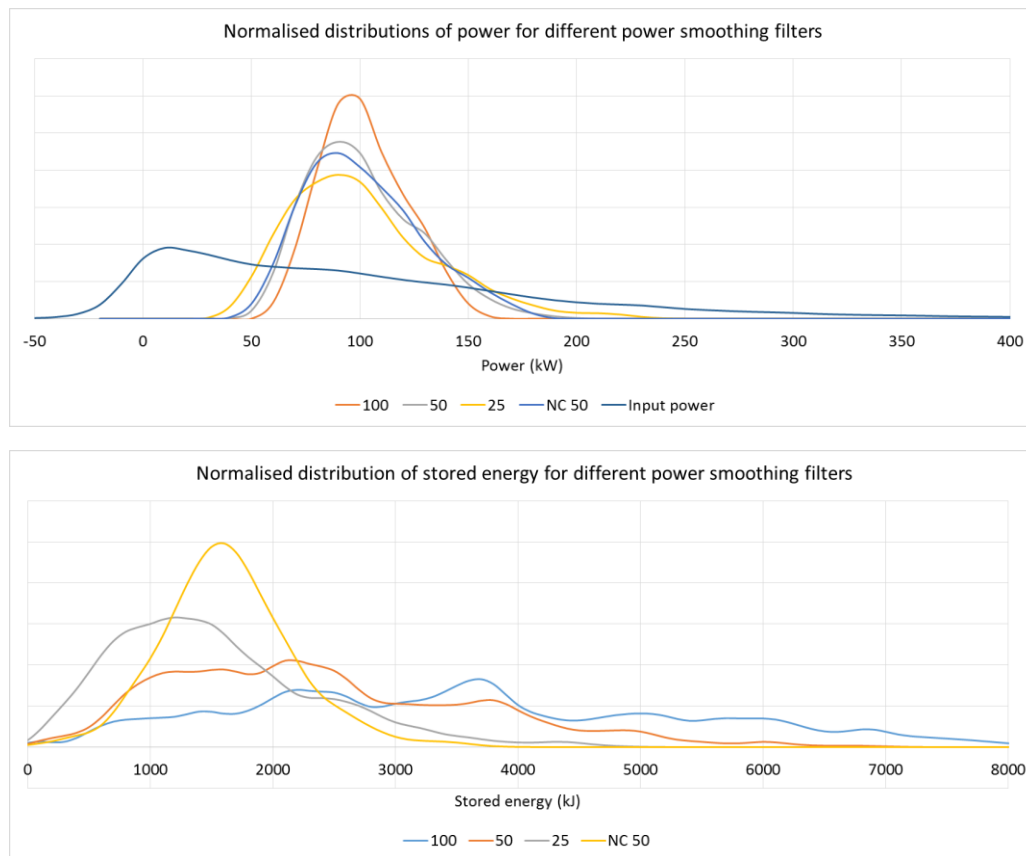 Normalised distributions of power for different power smoothing filters
-50 0 50 100 150 200 250 300 350 400
Power (kW)
100 50 25 NC 50 Input power
Normalised distribution of stored energy for different power smoothing filters
0 1000 2000 3000 4000 5000 6000 7000 8000
Stored energy (kJ)
100 50 25 NC 50